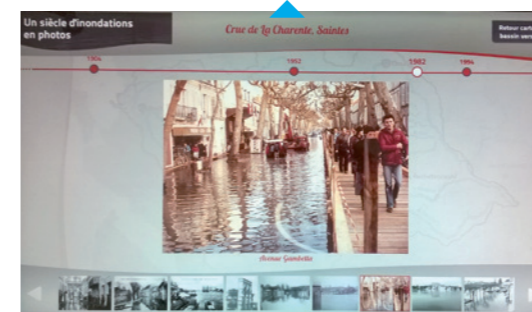 Un siècle d'inondations
en photos
Crue de La Charente, Saintes
Retour carte
bassin vers
1904
1952
1982
1994
Avenue Gambetta